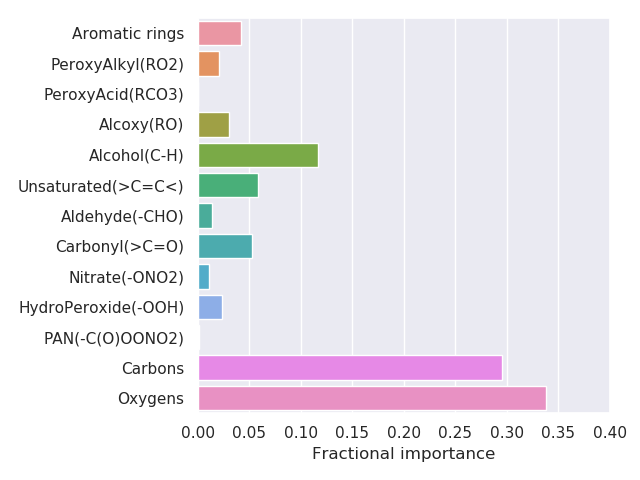 Aromatic rings
PeroxyAlkyl(RO2)
PeroxyAcid(RCO3)
Alcoxy(RO)
Alcohol(C-H)
Unsaturated(>C=C<)
Aldehyde(-CHO)
Carbonyl(>C=O)
Nitrate(-ONO2)
HydroPeroxide(-OOH)
PAN(-C(O)OONO2)
Carbons
Oxygens
0.00 0.05 0.10 0.15 0.20 0.25 0.30 0.35 0.40
Fractional importance